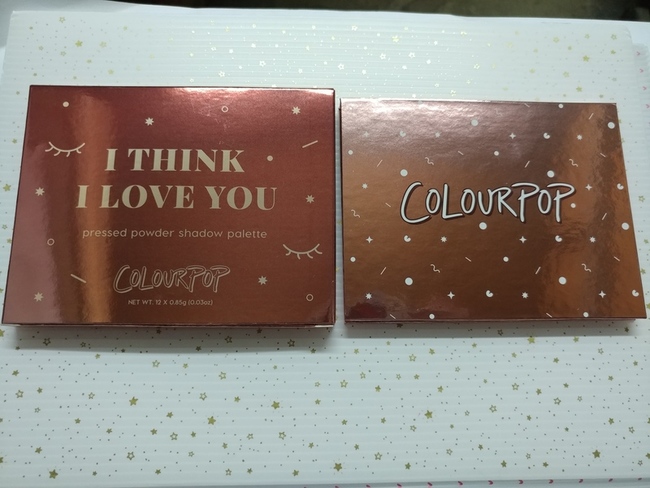 I THINK
I LOVE YOU
pressed powder shadow palette
COLOURPOP
NET WT. 12 X 0.85g (0.03oz)
COLOURPOP